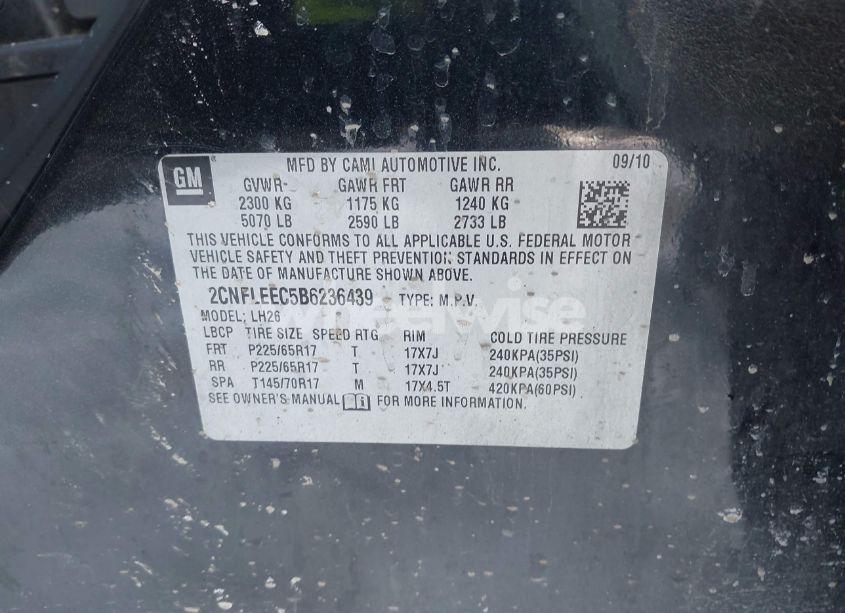 GM
MFD BY CAMI AUTOMOTIVE INC. 09/10
GVWR- GAWR FRT GAWR RR
2300 KG 1175 KG 1240 KG
5070 LB 2590 LB 2733 LB
THIS VEHICLE CONFORMS TO ALL APPLICABLE U.S. FEDERAL MOTOR
VEHICLE SAFETY AND THEFT PREVENTION STANDARDS IN EFFECT ON
THE DATE OF MANUFACTURE SHOWN ABOVE.
2CNFLEEC5B6236439 TYPE: M.P.V.
MODEL: LH26
LBCP TIRE SIZE SPEED RTG RIM COLD TIRE PRESSURE
FRT P225/65R17 T 17X7J 240KPA(35PSI)
RR P225/65R17 T 17X7J 240KPA(35PSI)
SPA T145/70R17 M 17X4.5T 420KPA(60PSI)
SEE OWNER'S MANUAL FOR MORE INFORMATION.
wheelwise